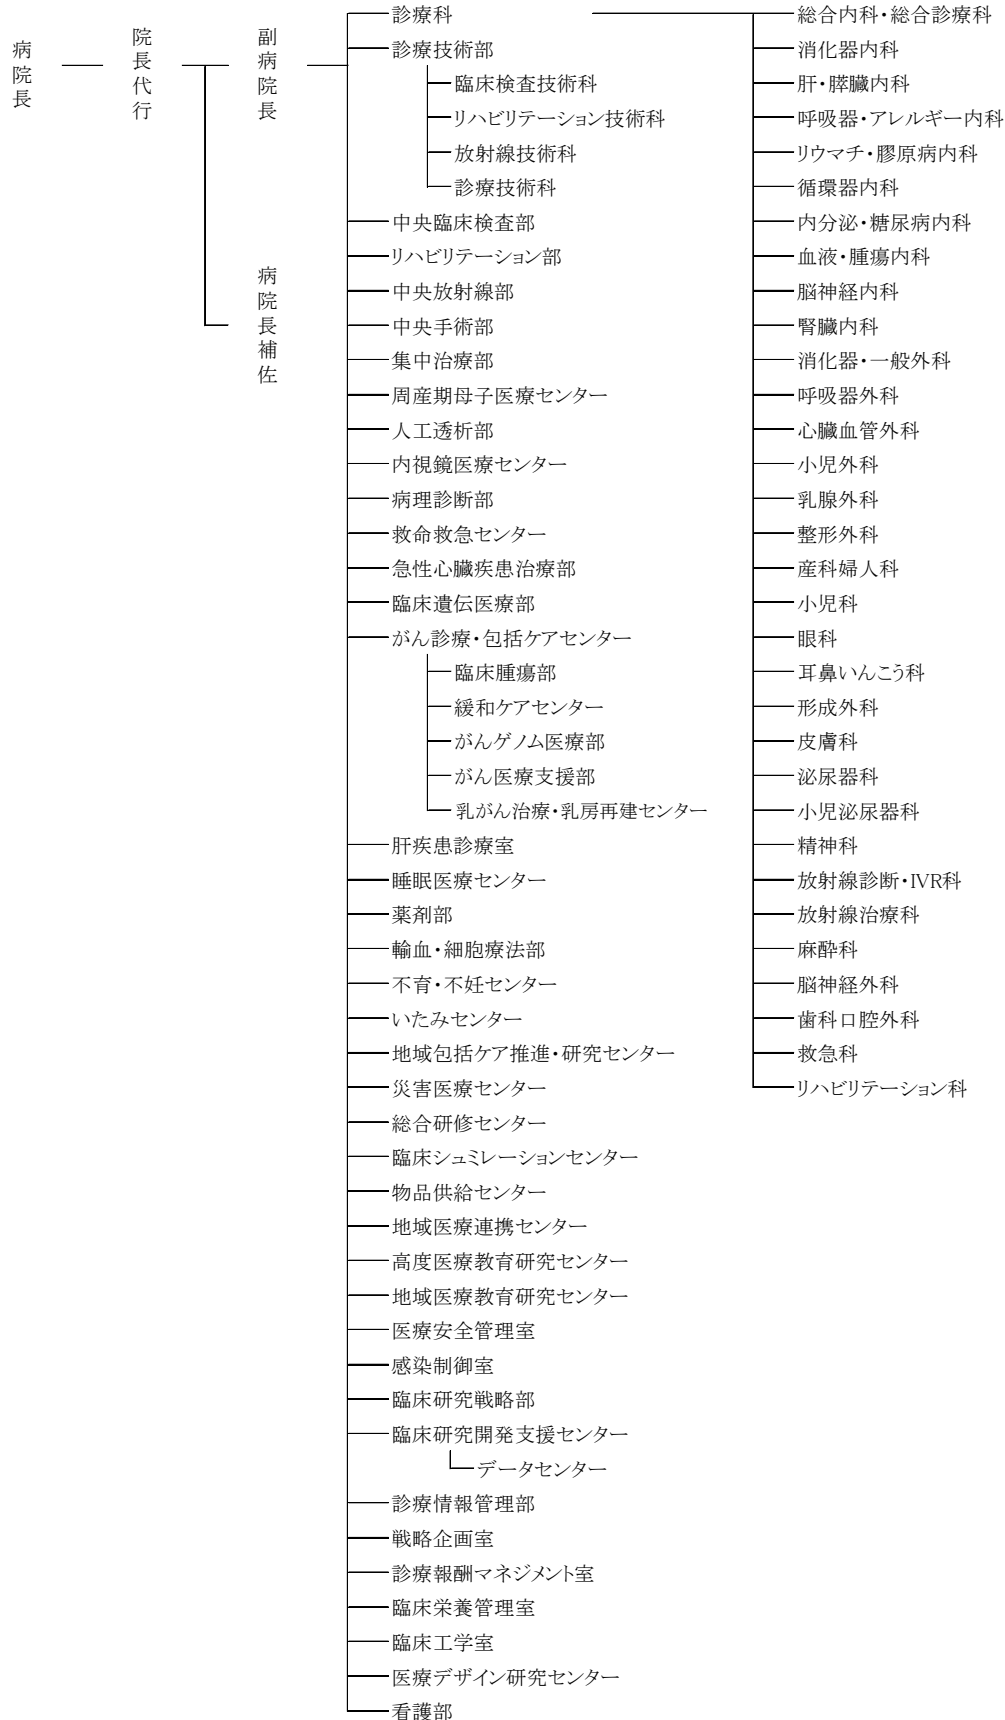 病院長
院長代行
副病院長
病院長補佐
診療科
診療技術部
臨床検査技術科
リハビリテーション技術科
放射線技術科
診療技術科
中央臨床検査部
リハビリテーション部
中央放射線部
中央手術部
集中治療部
周産期母子医療センター
人工透析部
内視鏡医療センター
病理診断部
救命救急センター
急性心臓疾患治療部
臨床遺伝医療部
がん診療・包括ケアセンター
臨床腫瘍部
緩和ケアセンター
がんゲノム医療部
がん医療支援部
乳がん治療・乳房再建センター
肝疾患診療室
睡眠医療センター
薬剤部
輸血・細胞療法部
不育・不妊センター
いたみセンター
地域包括ケア推進・研究センター
災害医療センター
総合研修センター
臨床シュミレーションセンター
物品供給センター
地域医療連携センター
高度医療教育研究センター
地域医療教育研究センター
医療安全管理室
感染制御室
臨床研究戦略部
臨床研究開発支援センター
データセンター
診療情報管理部
戦略企画室
診療報酬マネジメント室
臨床栄養管理室
臨床工学室
医療デザイン研究センター
看護部
総合内科・総合診療科
消化器内科
肝・膵臓内科
呼吸器・アレルギー内科
リウマチ・膠原病内科
循環器内科
内分泌・糖尿病内科
血液・腫瘍内科
脳神経内科
腎臓内科
消化器・一般外科
呼吸器外科
心臓血管外科
小児外科
乳腺外科
整形外科
産科婦人科
小児科
眼科
耳鼻いんこう科
形成外科
皮膚科
泌尿器科
小児泌尿器科
精神科
放射線診断・IVR科
放射線治療科
麻酔科
脳神経外科
歯科口腔外科
救急科
リハビリテーション科